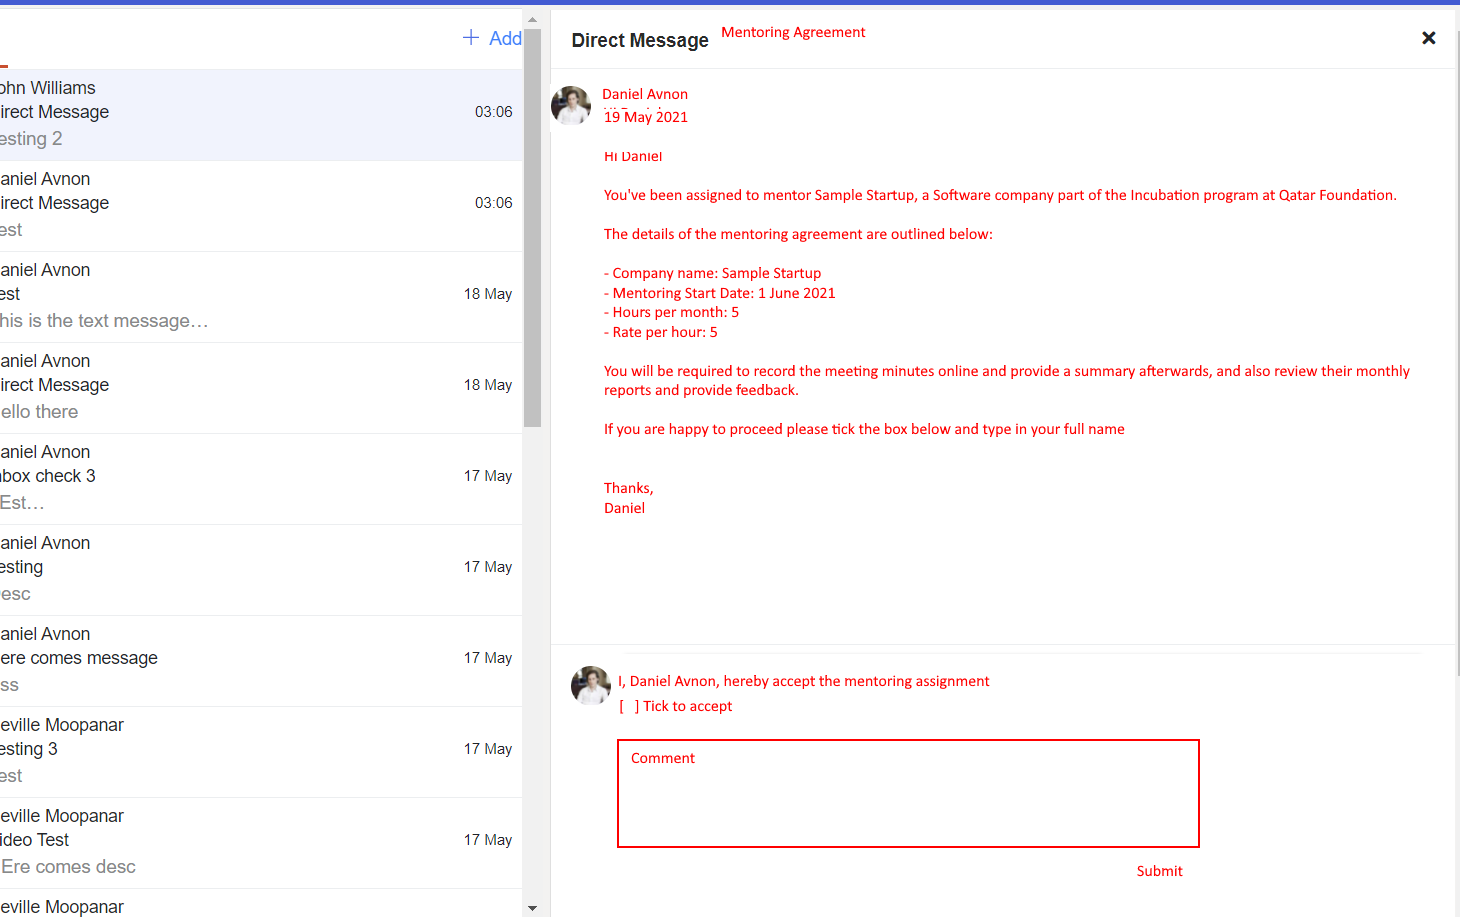 + Add
ohn Williams
irect Message
03:06
esting 2
aniel Avnon
irect Message
03:06
est
aniel Avnon
est
18 May
his is the text message…
aniel Avnon
irect Message
18 May
ello there
aniel Avnon
box check 3
17 May
Est…
aniel Avnon
esting
17 May
esc
aniel Avnon
ere comes message
17 May
ss
eville Moopanar
esting 3
17 May
est
eville Moopanar
ideo Test
17 May
Ere comes desc
eville Moopanar
Direct Message
Mentoring Agreement
Daniel Avnon
19 May 2021
Hi Daniel
You've been assigned to mentor Sample Startup, a Software company part of the Incubation program at Qatar Foundation.
The details of the mentoring agreement are outlined below:
- Company name: Sample Startup
- Mentoring Start Date: 1 June 2021
- Hours per month: 5
- Rate per hour: 5
You will be required to record the meeting minutes online and provide a summary afterwards, and also review their monthly
reports and provide feedback.
If you are happy to proceed please tick the box below and type in your full name
Thanks,
Daniel
I, Daniel Avnon, hereby accept the mentoring assignment
[ ] Tick to accept
Comment
Submit